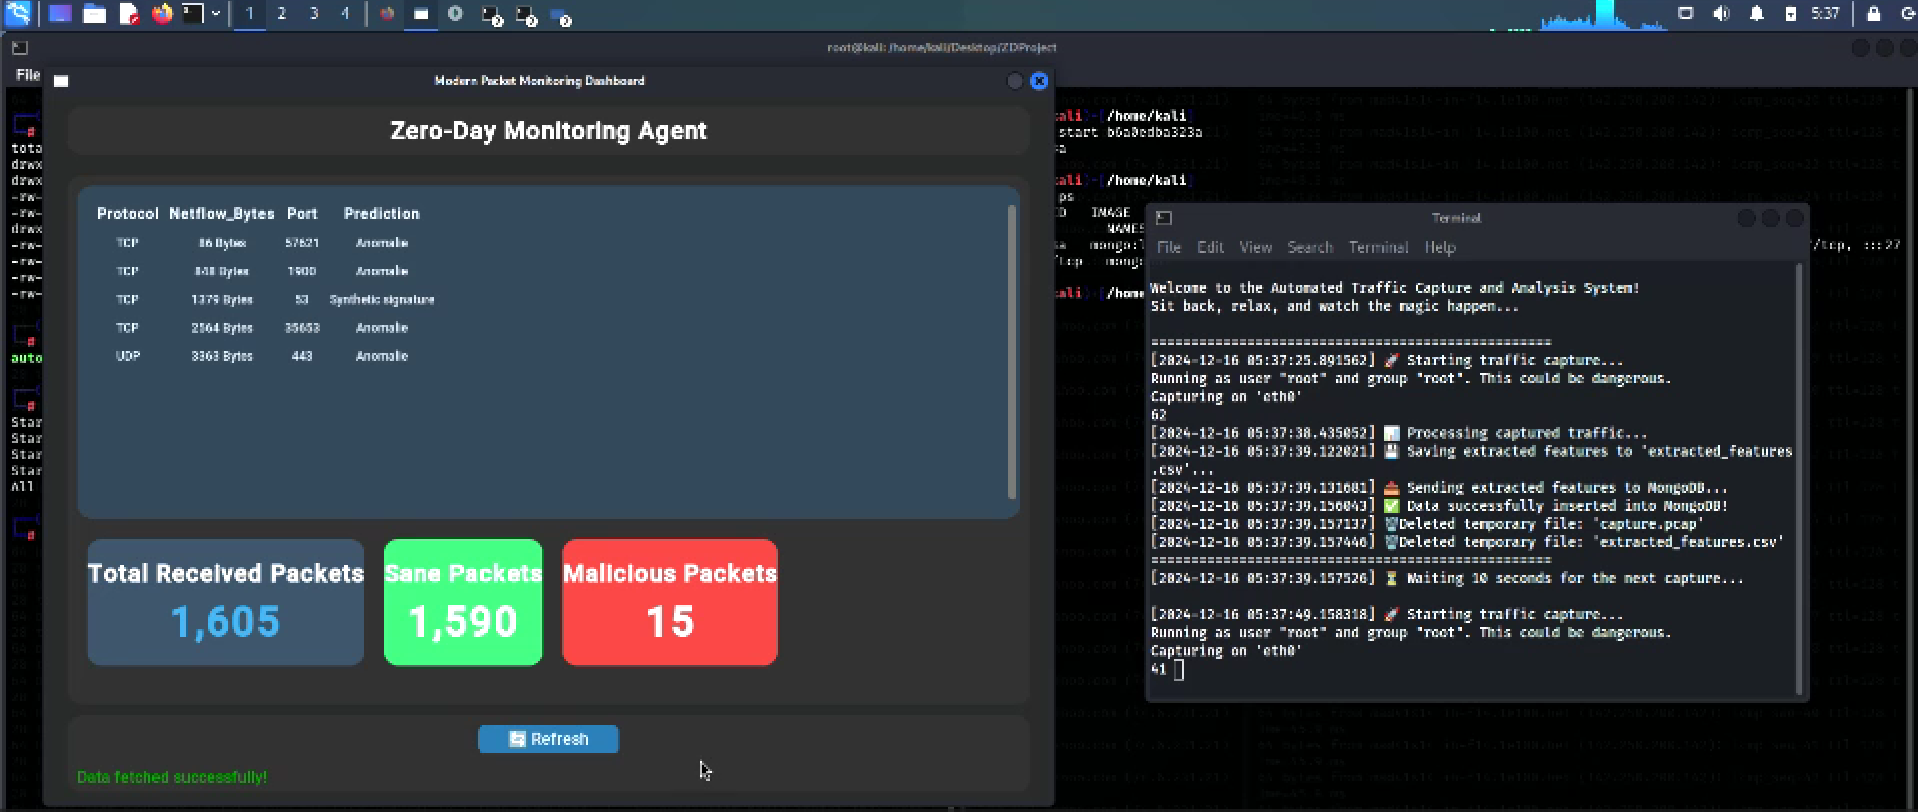 1 2 3 4
5:37
root@kali: /home/kali/Desktop/ZDProject
File
Modern Packet Monitoring Dashboard
Zero-Day Monitoring Agent
Protocol Netflow_Bytes Port Prediction
TCP 86 Bytes 57621 Anomalie
TCP 848 Bytes 1900 Anomalie
TCP 1379 Bytes 53 Synthetic signature
TCP 2564 Bytes 35653 Anomalie
UDP 3363 Bytes 443 Anomalie
Total Received Packets
1,605
Sane Packets
1,590
Malicious Packets
15
Refresh
Data fetched successfully!
tota
drwx
drwx
-rw-
-rw-
drwx
-rw-
-rw-
-rw-
-rw-
auto
Star
Star
Star
Star
All
kali)-[/home/kali]
start b6a0edba323a
kali)-[/home/kali]
ps
IMAGE
NAMES
mongo:
/tcp, :::27
/tcp mongo
kali)-[/home
Terminal
File Edit View Search Terminal Help
Welcome to the Automated Traffic Capture and Analysis System!
Sit back, relax, and watch the magic happen...
==================================================
[2024-12-16 05:37:25.891562] 🚀 Starting traffic capture...
Running as user "root" and group "root". This could be dangerous.
Capturing on 'eth0'
62
[2024-12-16 05:37:38.435052] 📊 Processing captured traffic...
[2024-12-16 05:37:39.122021] 💾 Saving extracted features to 'extracted_features
.csv'...
[2024-12-16 05:37:39.131681] 📤 Sending extracted features to MongoDB...
[2024-12-16 05:37:39.156043] ✅ Data successfully inserted into MongoDB!
[2024-12-16 05:37:39.157137] 🗑️Deleted temporary file: 'capture.pcap'
[2024-12-16 05:37:39.157446] 🗑️Deleted temporary file: 'extracted_features.csv'
==================================================
[2024-12-16 05:37:39.157526] ⏳ Waiting 10 seconds for the next capture...
[2024-12-16 05:37:49.158318] 🚀 Starting traffic capture...
Running as user "root" and group "root". This could be dangerous.
Capturing on 'eth0'
41